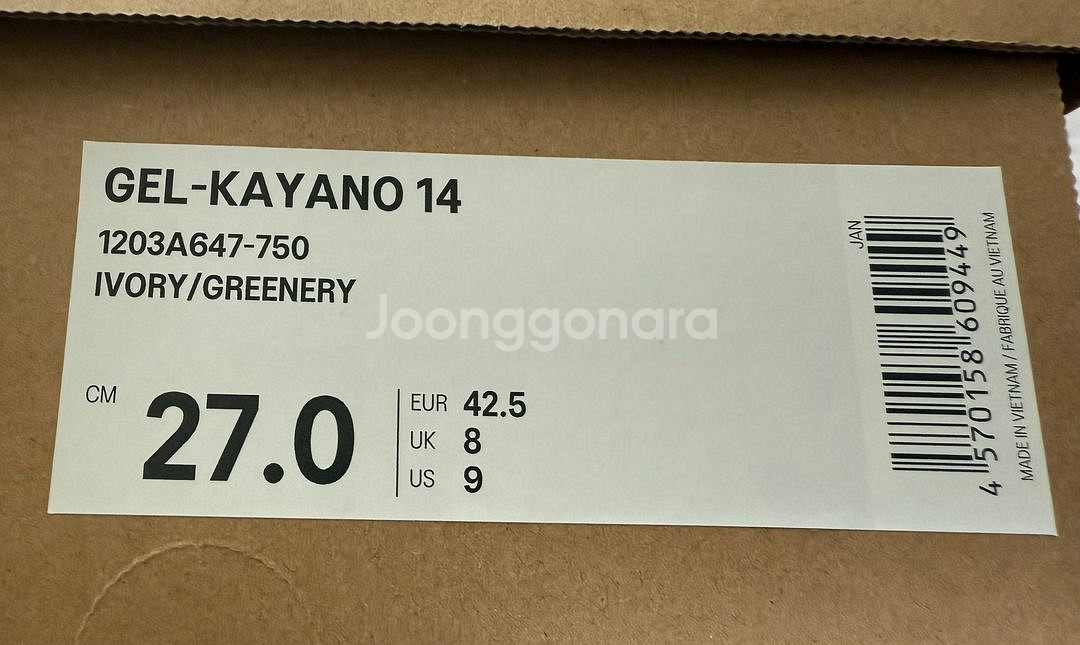 GEL-KAYANO 14
1203A647-750
IVORY/GREENERY
Joonggonara
CM 27.0
EUR 42.5
UK 8
US 9
JAN
4 570158 609449
MADE IN VIETNAM / FABRIQUE AU VIETNAM